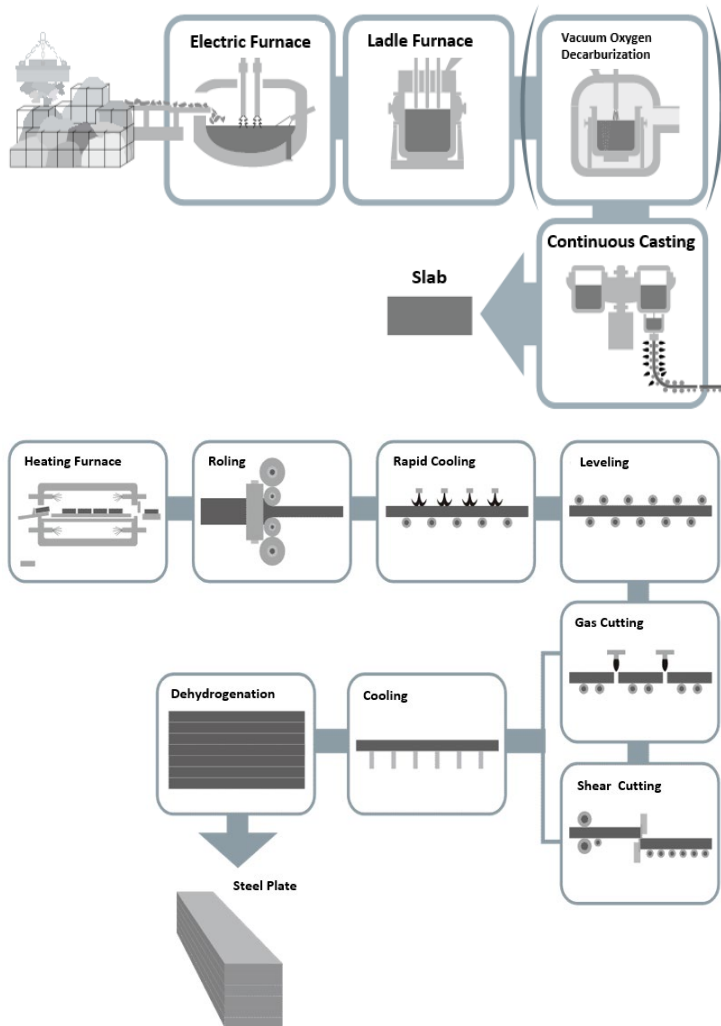 Electric Furnace
Ladle Furnace
Vacuum Oxygen
Decarburization
Continuous Casting
Slab
Heating Furnace
Roling
Rapid Cooling
Leveling
Gas Cutting
Dehydrogenation
Cooling
Shear Cutting
Steel Plate